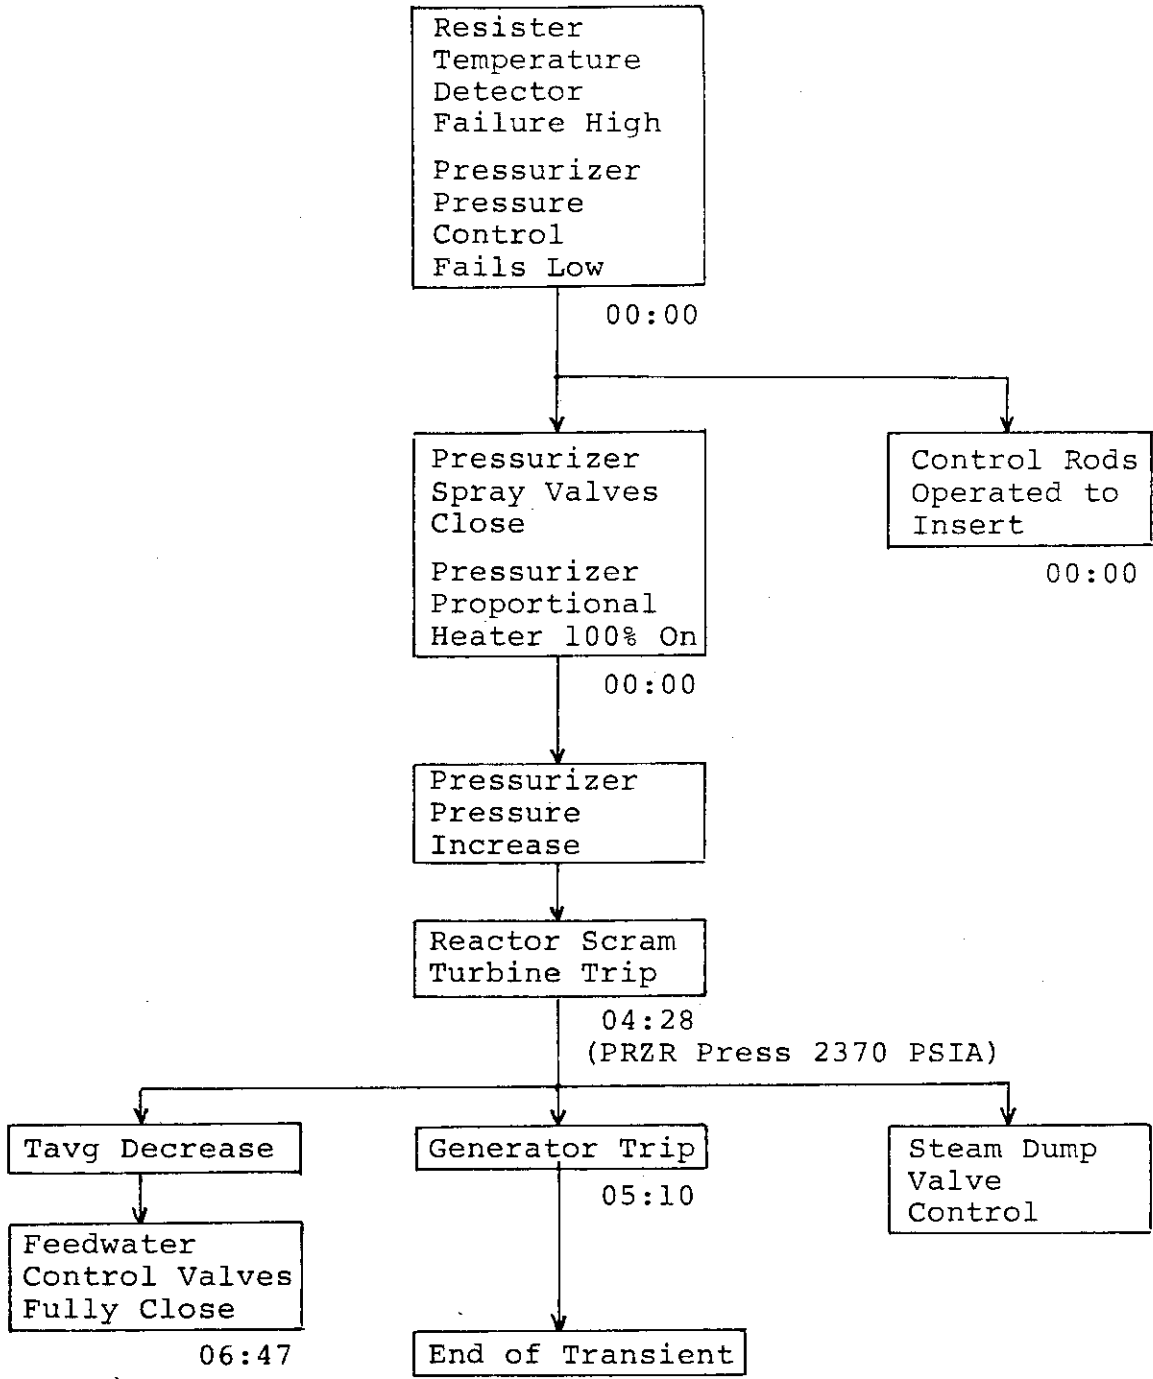 Resister
Temperature
Detector
Failure High
Pressurizer
Pressure
Control
Fails Low
00:00
Pressurizer
Spray Valves
Close
Pressurizer
Proportional
Heater 100% On
00:00
Control Rods
Operated to
Insert
00:00
Pressurizer
Pressure
Increase
Reactor Scram
Turbine Trip
04:28
(PRZR Press 2370 PSIA)
Tavg Decrease
Generator Trip
05:10
Steam Dump
Valve
Control
Feedwater
Control Valves
Fully Close
06:47
End of Transient